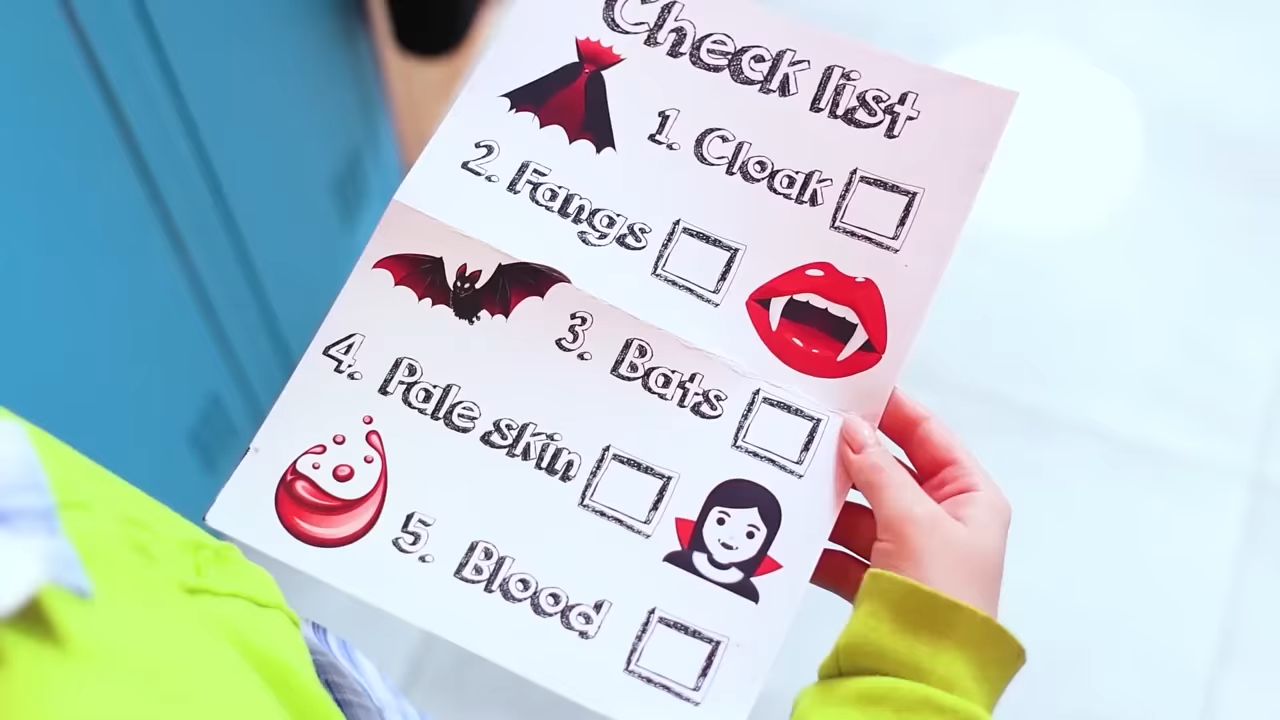 Check list
1. Cloak
2. Fangs
3. Bats
4. Pale skin
5. Blood